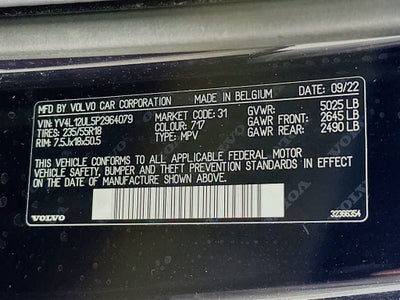 MFD BY VOLVO CAR CORPORATION MADE IN BELGIUM DATE: 09/22
VIN: YV4L12UL5P2964079 MARKET CODE: 31 GVWR: 5025 LB
TIRES: 235/55R18 COLOUR: 717 GAWR FRONT: 2645 LB
RIM: 7.5Jx18x50.5 TYPE: MPV GAWR REAR: 2490 LB
THIS VEHICLE CONFORMS TO ALL APPLICABLE FEDERAL MOTOR
VEHICLE SAFETY, BUMPER AND THEFT PREVENTION STANDARDS IN EFFECT
ON THE DATE OF MANUFACTURE SHOWN ABOVE.
VOLVO 32366354